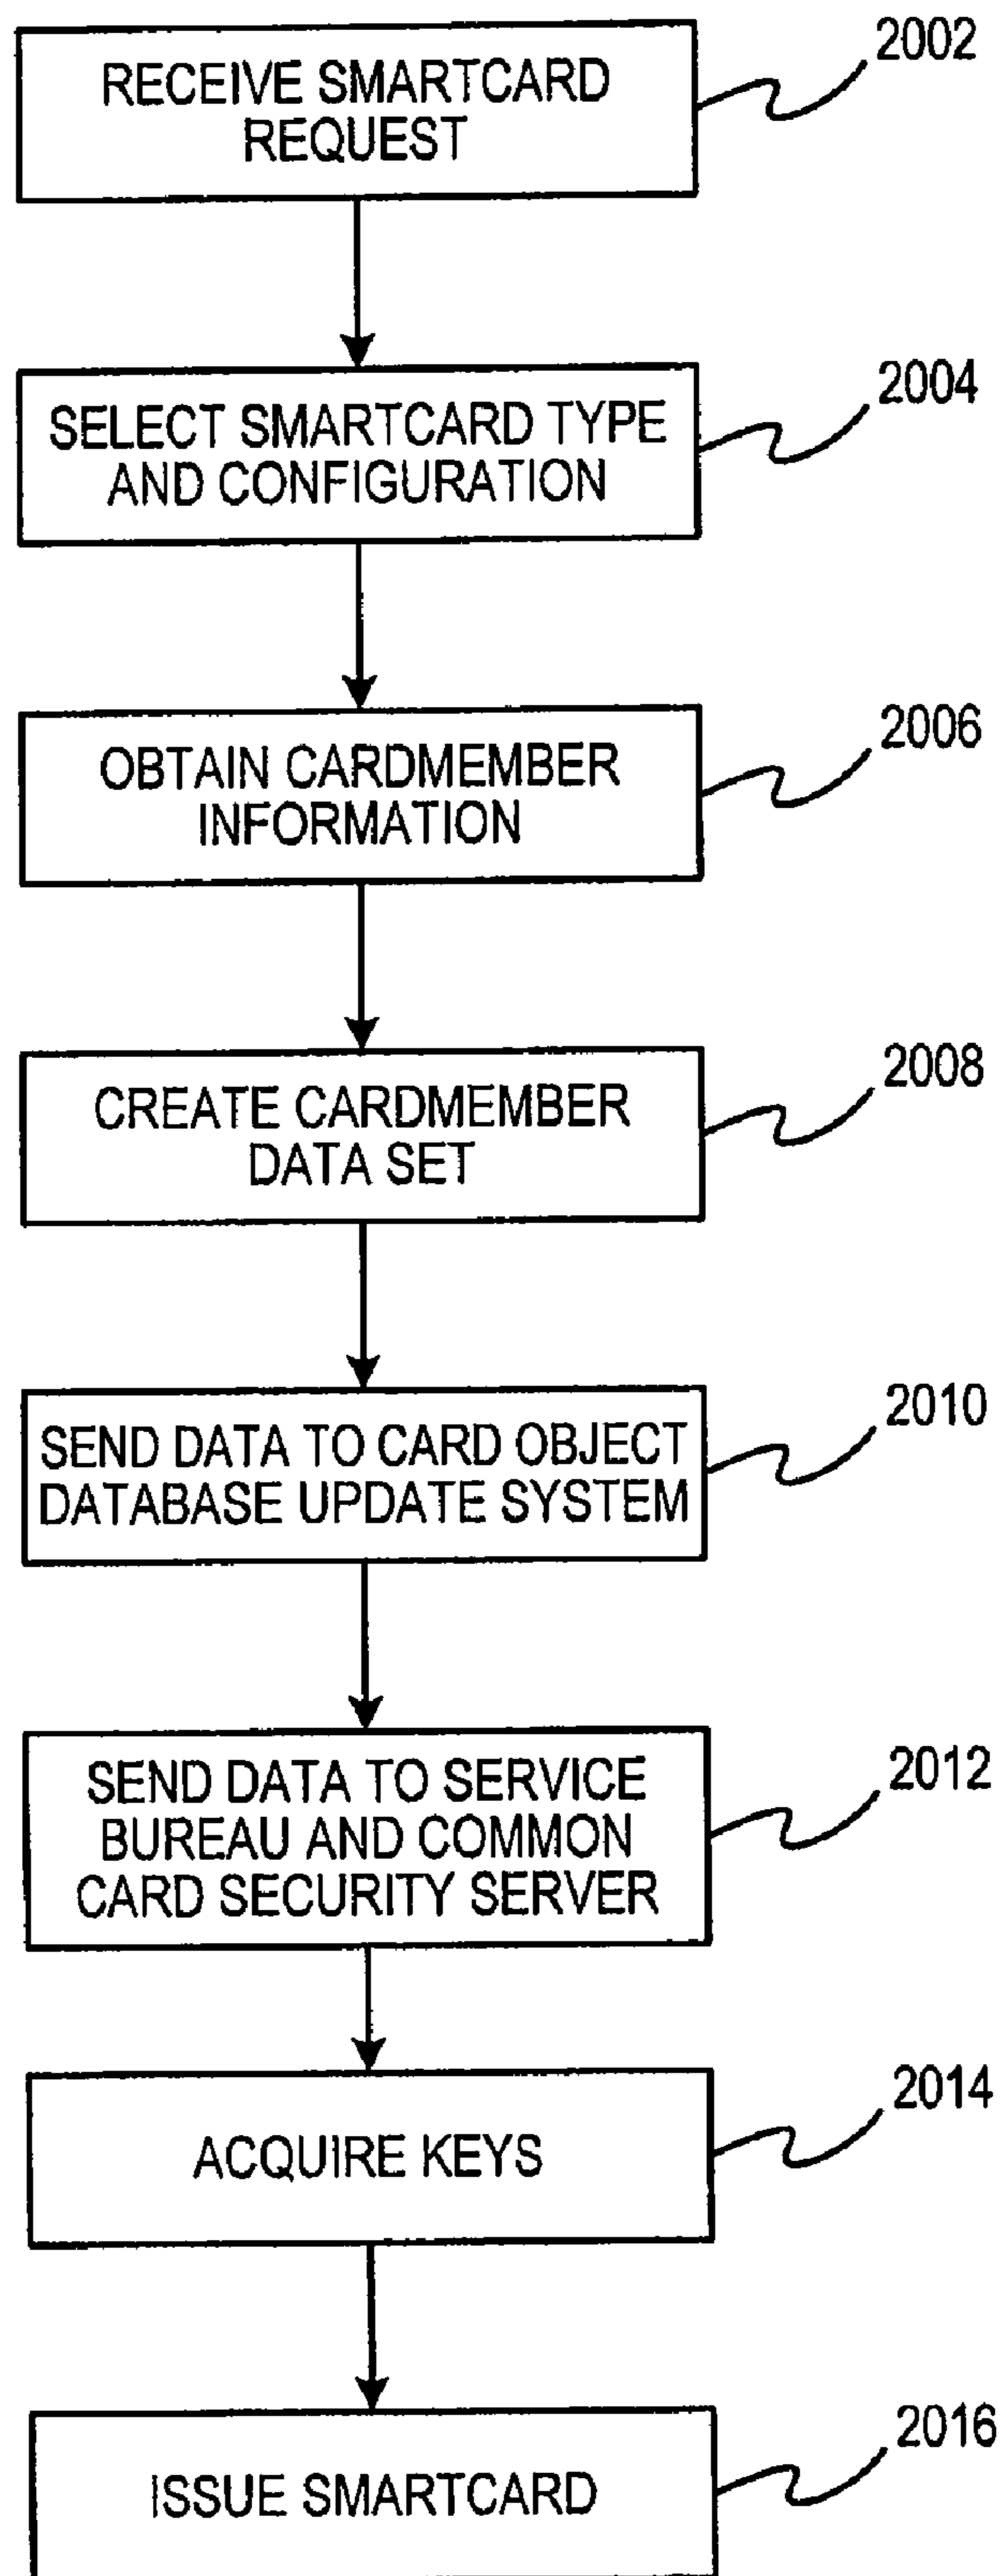 2002
RECEIVE SMARTCARD
REQUEST
2004
SELECT SMARTCARD TYPE
AND CONFIGURATION
2006
OBTAIN CARDMEMBER
INFORMATION
2008
CREATE CARDMEMBER
DATA SET
2010
SEND DATA TO CARD OBJECT
DATABASE UPDATE SYSTEM
2012
SEND DATA TO SERVICE
BUREAU AND COMMON
CARD SECURITY SERVER
2014
ACQUIRE KEYS
2016
ISSUE SMARTCARD